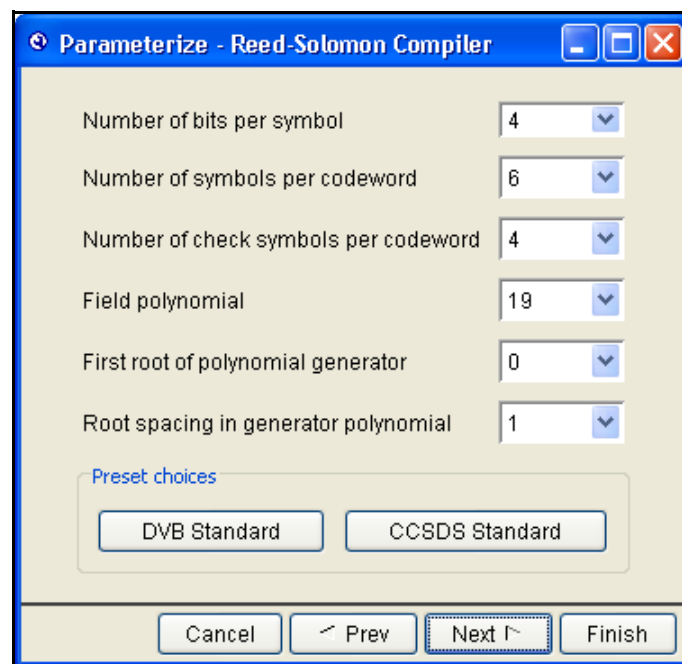 Parameterize - Reed-Solomon Compiler
Number of bits per symbol 4
Number of symbols per codeword 6
Number of check symbols per codeword 4
Field polynomial 19
First root of polynomial generator 0
Root spacing in generator polynomial 1
Preset choices
DVB Standard CCSDS Standard
Cancel Prev Next Finish